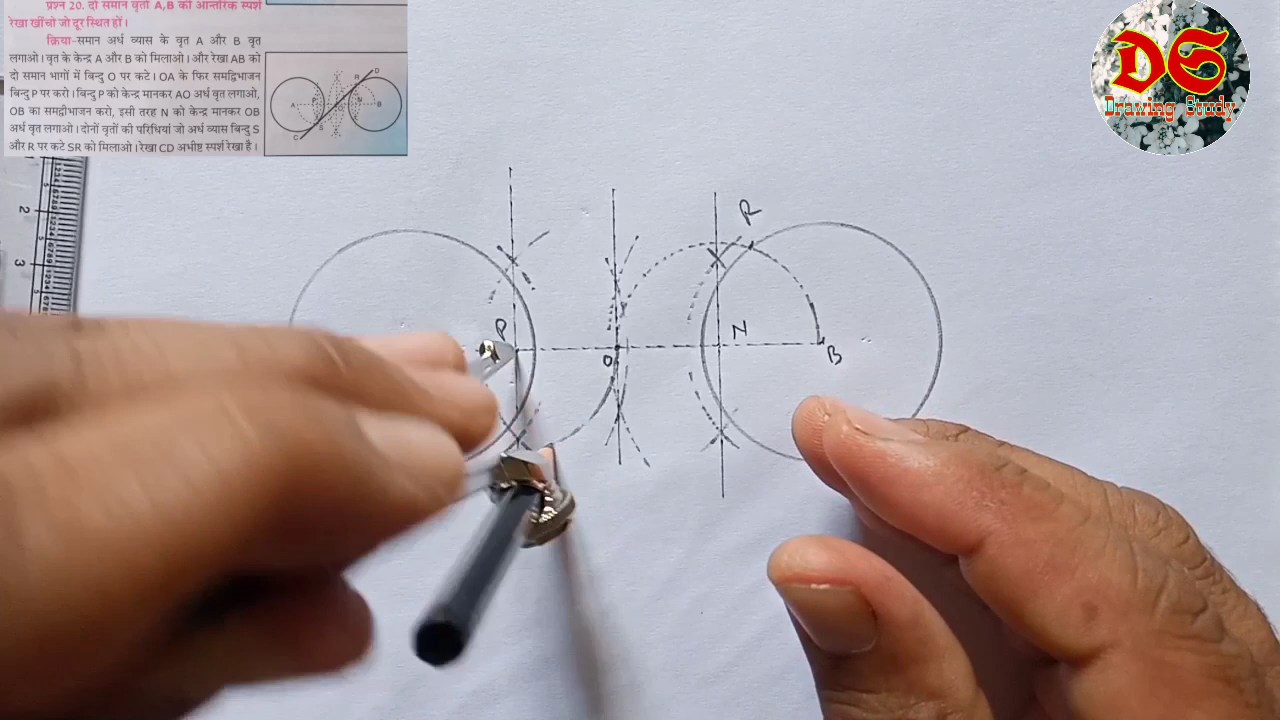 प्रश्न 20. दो समान वृतों A,B की आन्तरिक स्पर्श
रेखा खींचो जो दूर स्थित हों।
क्रिया-समान अर्ध व्यास के वृत A और B वृत
लगाओ। वृत के केन्द्र A और B को मिलाओ। और रेखा AB को
दो समान भागों में बिन्दु O पर कटे। OA के फिर समद्विभाजन
बिन्दु P पर करो। बिन्दु P को केन्द्र मानकर AO अर्ध वृत लगाओ,
OB का समद्वीभाजन करो, इसी तरह N को केन्द्र मानकर OB
अर्ध वृत लगाओ। दोनों वृतों की परिधियां जो अर्ध व्यास बिन्दु S
और R पर कटे SR को मिलाओ। रेखा CD अभीष्ट स्पर्श रेखा है।
A P O N B R D S C
DS
Drawing Study
2
3
R
P
O
N
B